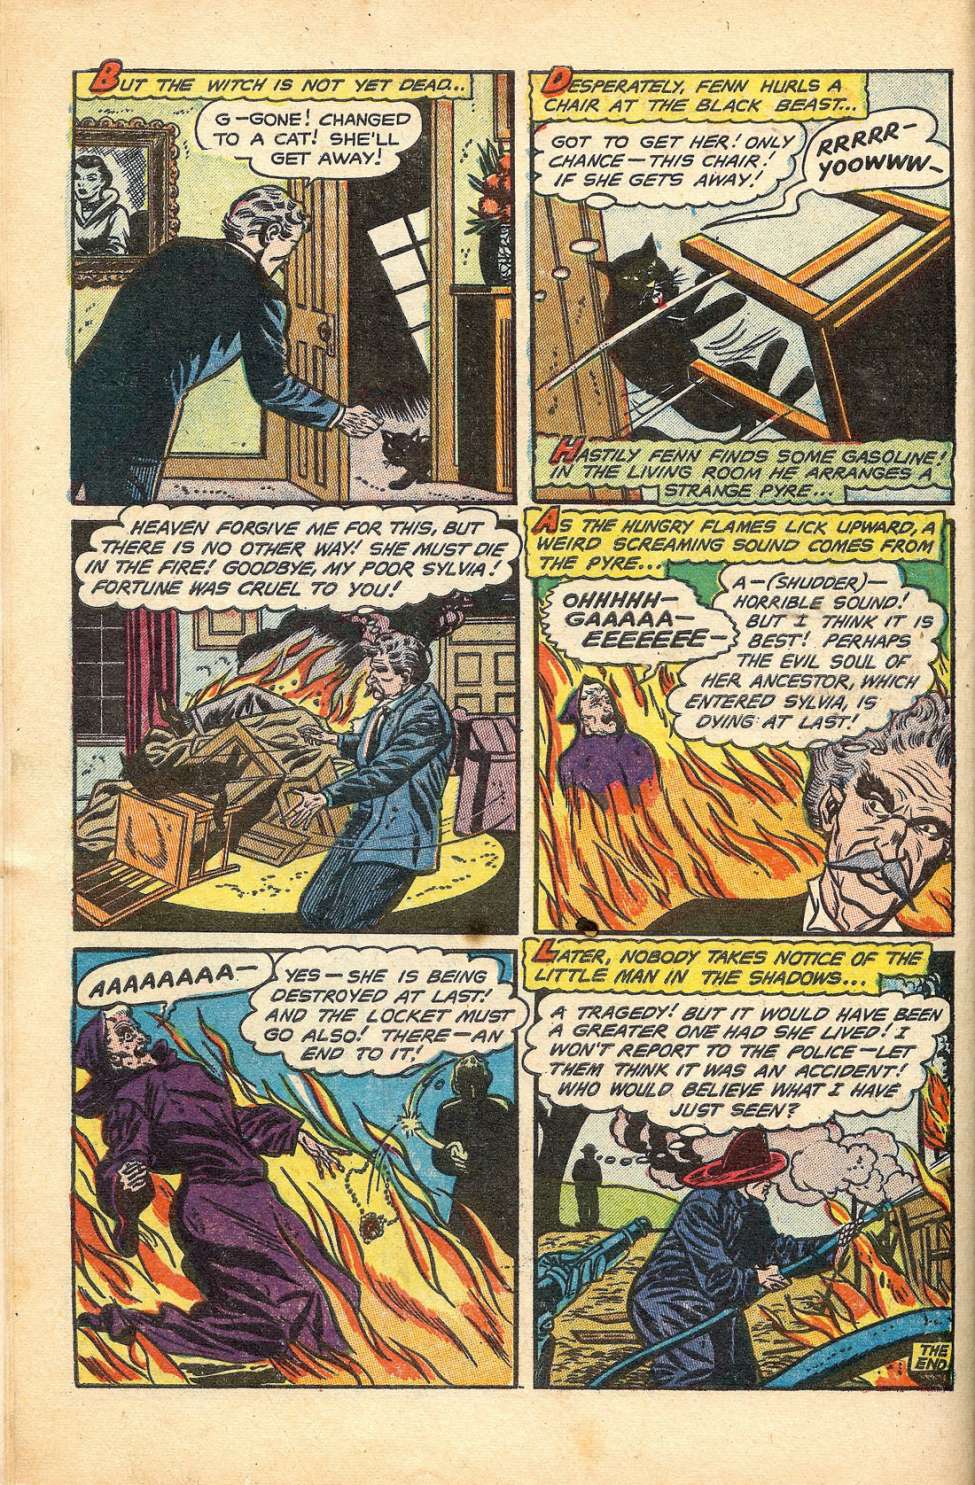 BUT THE WITCH IS NOT YET DEAD...
G-GONE! CHANGED
TO A CAT! SHE'LL
GET AWAY!
DESPERATELY, FENN HURLS A
CHAIR AT THE BLACK BEAST...
GOT TO GET HER! ONLY
CHANCE - THIS CHAIR!
IF SHE GETS AWAY!
RRRRR-
YOOWWW-
HASTILY FENN FINDS SOME GASOLINE!
IN THE LIVING ROOM HE ARRANGES A
STRANGE PYRE...
HEAVEN FORGIVE ME FOR THIS, BUT
THERE IS NO OTHER WAY! SHE MUST DIE
IN THE FIRE! GOODBYE, MY POOR SYLVIA!
FORTUNE WAS CRUEL TO YOU!
AS THE HUNGRY FLAMES LICK UPWARD, A
WEIRD SCREAMING SOUND COMES FROM
THE PYRE...
OHHHHH-
GAAAAA-
EEEEEEE-
A-(SHUDDER)-
HORRIBLE SOUND!
BUT I THINK IT IS
BEST! PERHAPS
THE EVIL SOUL OF
HER ANCESTOR, WHICH
ENTERED SYLVIA, IS
DYING AT LAST!
AAAAAAAA-
YES - SHE IS BEING
DESTROYED AT LAST!
AND THE LOCKET MUST
GO ALSO! THERE - AN
END TO IT!
LATER, NOBODY TAKES NOTICE OF THE
LITTLE MAN IN THE SHADOWS...
A TRAGEDY! BUT IT WOULD HAVE BEEN
A GREATER ONE HAD SHE LIVED! I
WON'T REPORT TO THE POLICE - LET
THEM THINK IT WAS AN ACCIDENT!
WHO WOULD BELIEVE WHAT I HAVE
JUST SEEN?
THE
END